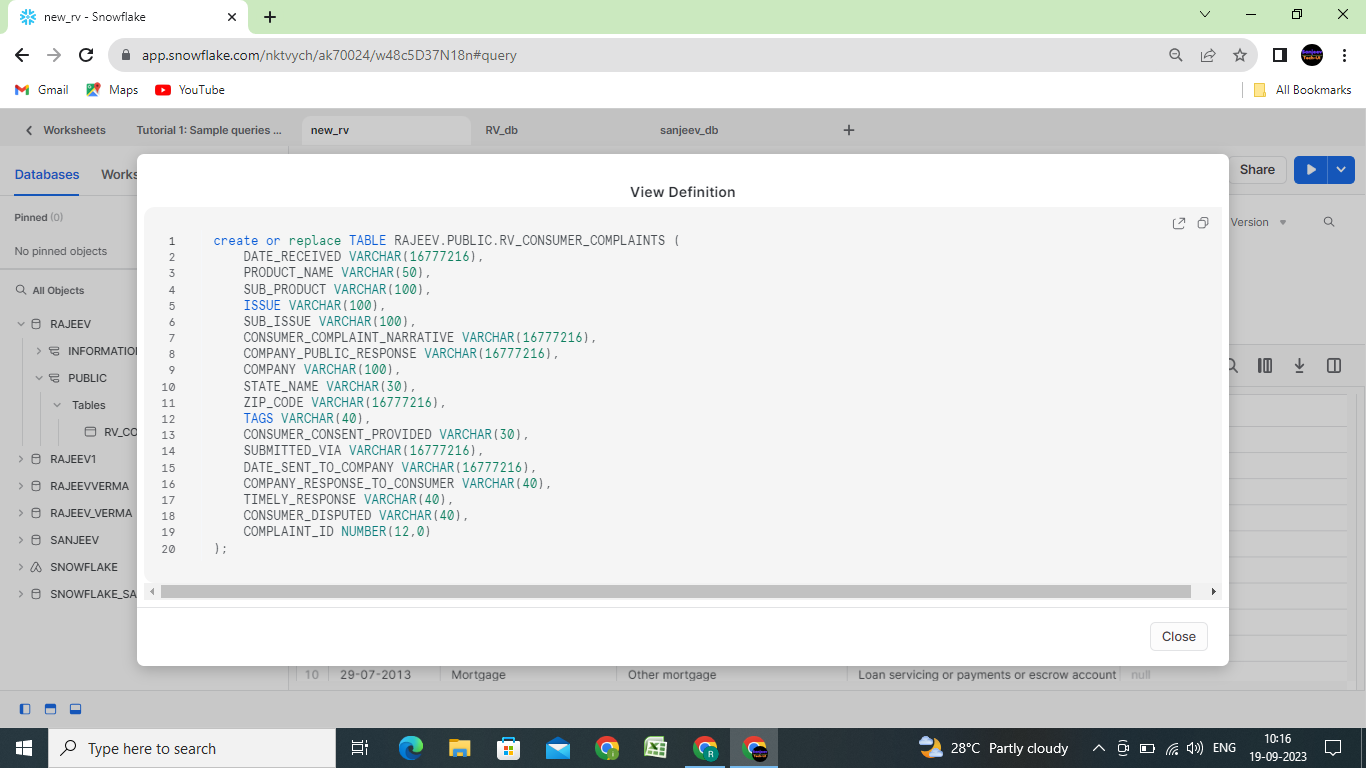 new_rv - Snowflake
app.snowflake.com/nktvych/ak70024/w48c5D37N18n#query
Gmail
Maps
YouTube
All Bookmarks
Worksheets
Tutorial 1: Sample queries ...
new_rv
RV_db
sanjeev_db
Databases
Works
Share
Pinned (0)
No pinned objects
Version
All Objects
RAJEEV
INFORMATIO
PUBLIC
Tables
RV_CO
RAJEEV1
RAJEEVVERMA
RAJEEV_VERMA
SANJEEV
SNOWFLAKE
SNOWFLAKE_SA
View Definition
1 create or replace TABLE RAJEEV.PUBLIC.RV_CONSUMER_COMPLAINTS (
2 DATE_RECEIVED VARCHAR(16777216),
3 PRODUCT_NAME VARCHAR(50),
4 SUB_PRODUCT VARCHAR(100),
5 ISSUE VARCHAR(100),
6 SUB_ISSUE VARCHAR(100),
7 CONSUMER_COMPLAINT_NARRATIVE VARCHAR(16777216),
8 COMPANY_PUBLIC_RESPONSE VARCHAR(16777216),
9 COMPANY VARCHAR(100),
10 STATE_NAME VARCHAR(30),
11 ZIP_CODE VARCHAR(16777216),
12 TAGS VARCHAR(40),
13 CONSUMER_CONSENT_PROVIDED VARCHAR(30),
14 SUBMITTED_VIA VARCHAR(16777216),
15 DATE_SENT_TO_COMPANY VARCHAR(16777216),
16 COMPANY_RESPONSE_TO_CONSUMER VARCHAR(40),
17 TIMELY_RESPONSE VARCHAR(40),
18 CONSUMER_DISPUTED VARCHAR(40),
19 COMPLAINT_ID NUMBER(12,0)
20 );
Close
10 29-07-2013 Mortgage Other mortgage Loan servicing or payments or escrow account null
Type here to search
28°C Partly cloudy
ENG
10:16
19-09-2023